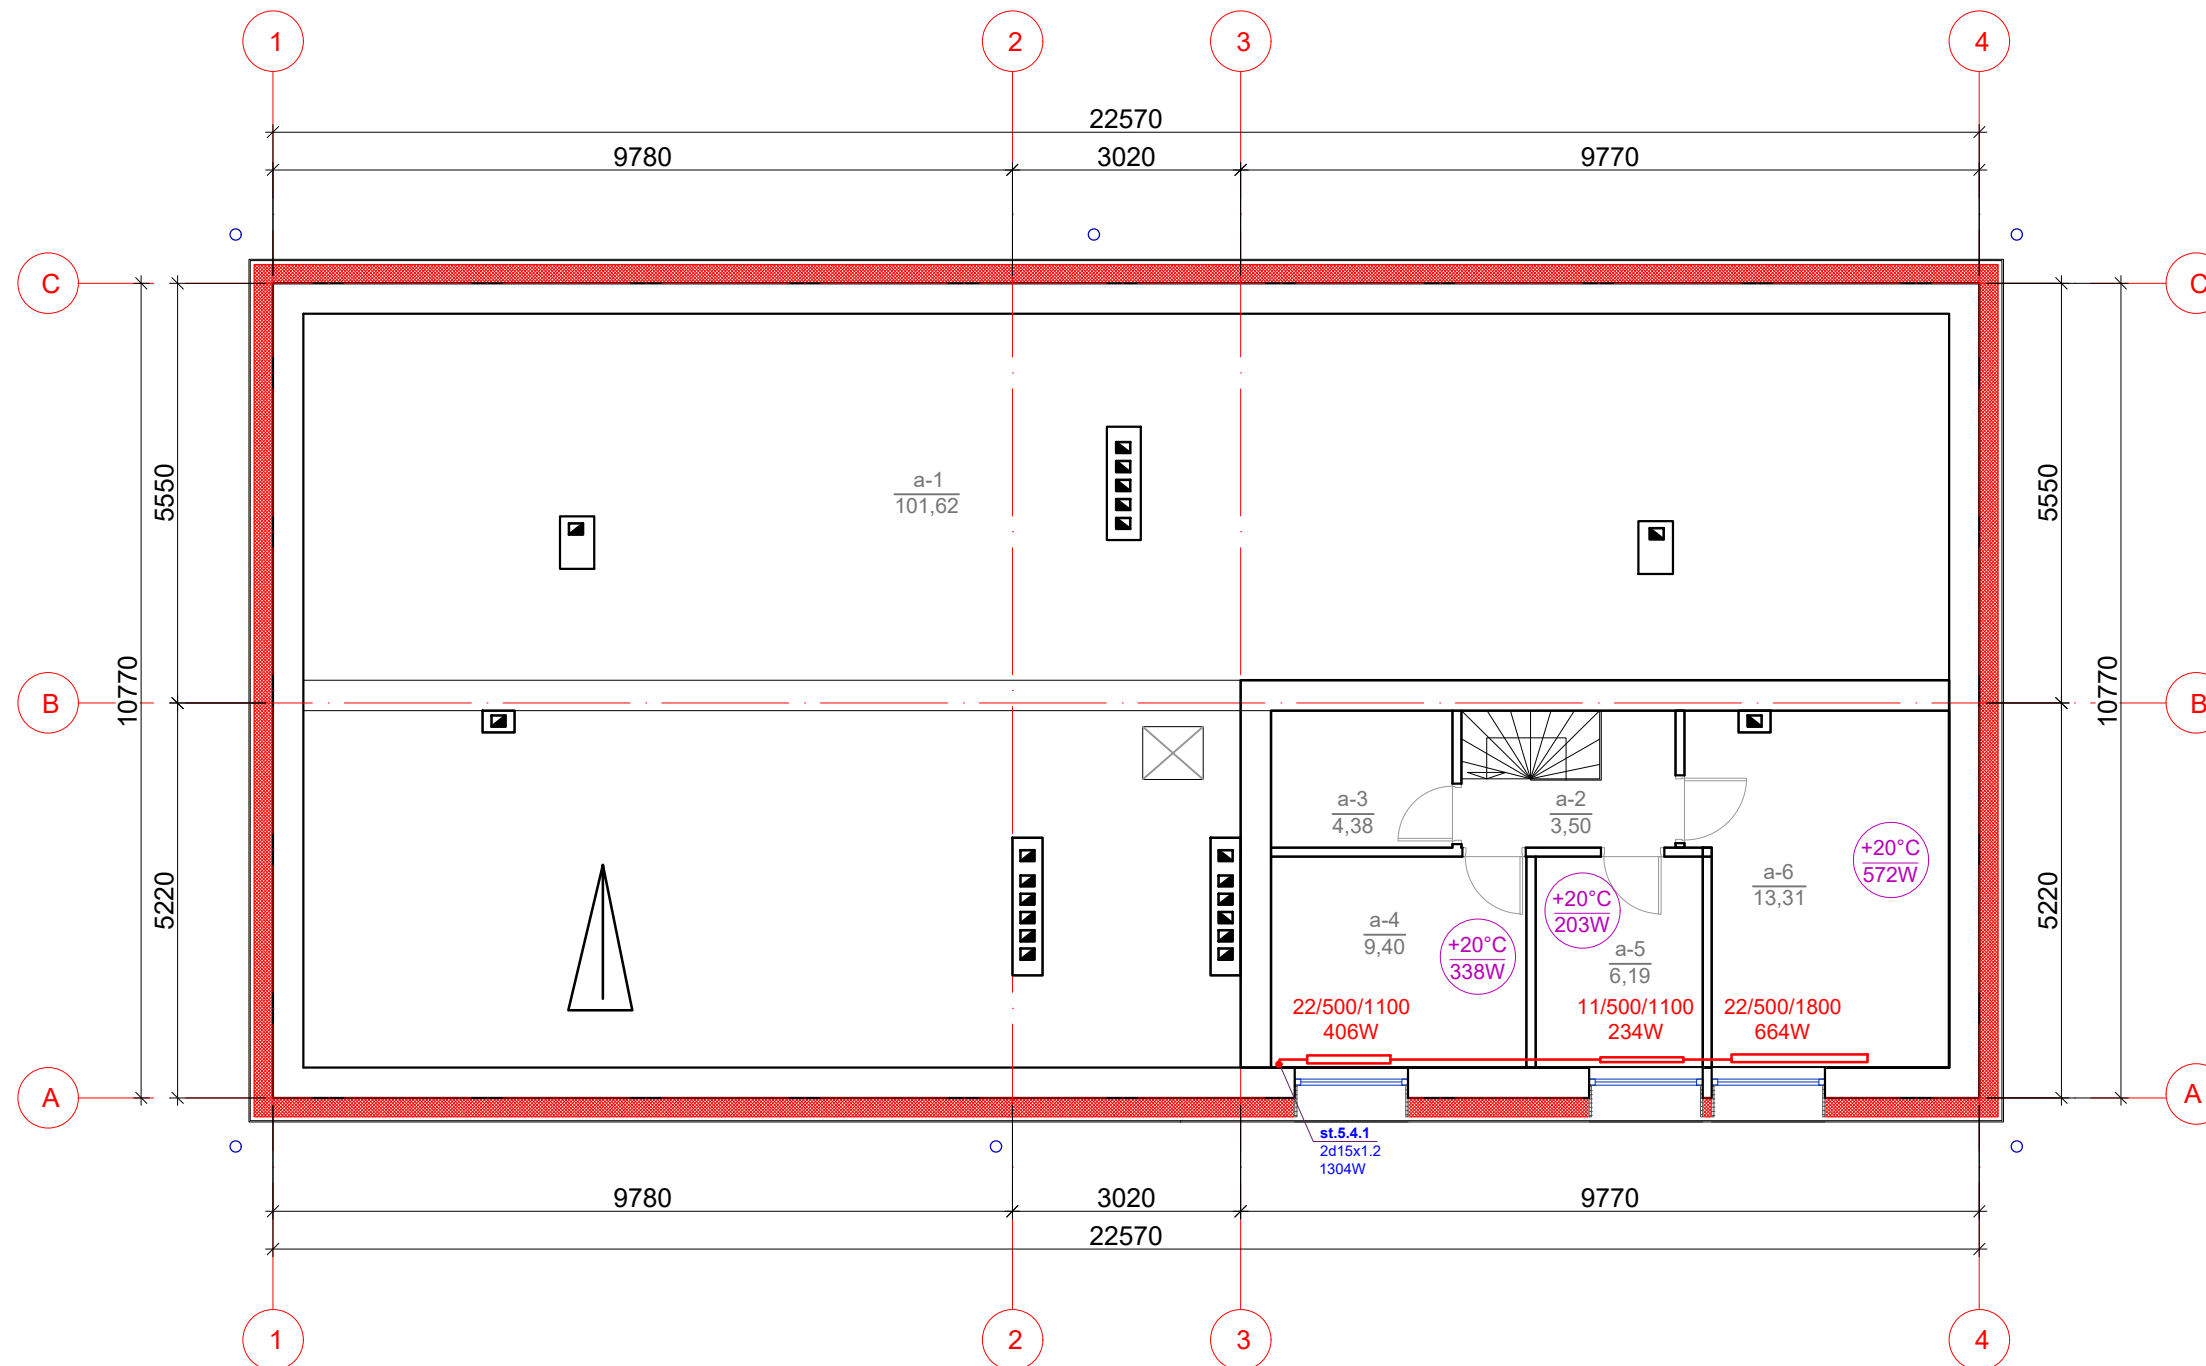 1
2
3
4
22570
9780
3020
9770
C
C
5550
5550
10770
10770
a-1
101,62
B
B
a-3
4,38
a-2
3,50
a-6
13,31
+20°C
572W
5220
5220
a-4
9,40
+20°C
338W
+20°C
203W
a-5
6,19
22/500/1100
406W
11/500/1100
234W
22/500/1800
664W
A
A
st.5.4.1
2d15x1.2
1304W
9780
3020
9770
22570
1
2
3
4